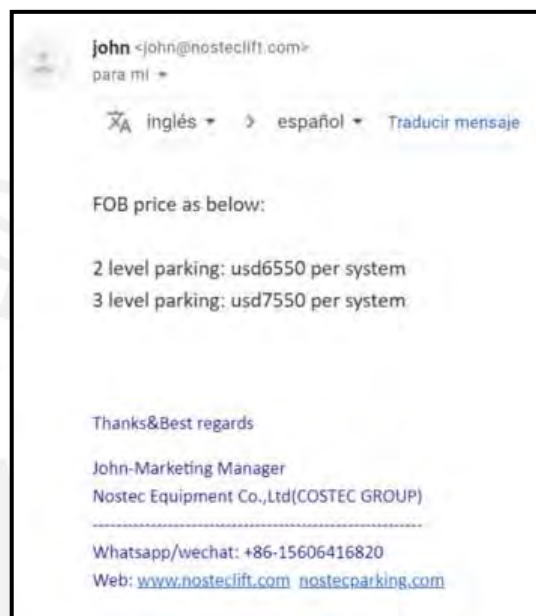 john <john@nosteclift.com>
para mí
inglés > español Traducir mensaje
FOB price as below:
2 level parking: usd6550 per system
3 level parking: usd7550 per system
Thanks&Best regards
John-Marketing Manager
Nostec Equipment Co.,Ltd(COSTEC GROUP)
------------------------------------------------------
Whatsapp/wechat: +86-15606416820
Web: www.nosteclift.com nostecparking.com